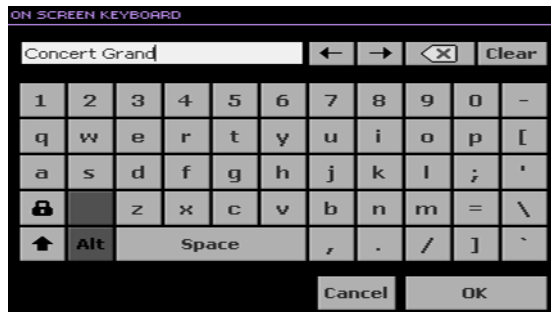 ON SCREEN KEYBOARD
Concert Grand Clear
1 2 3 4 5 6 7 8 9 0 -
q w e r t y u i o p [
a s d f g h j k l ; '
z x c v b n m = \
Alt Space , . / ] `
Cancel OK